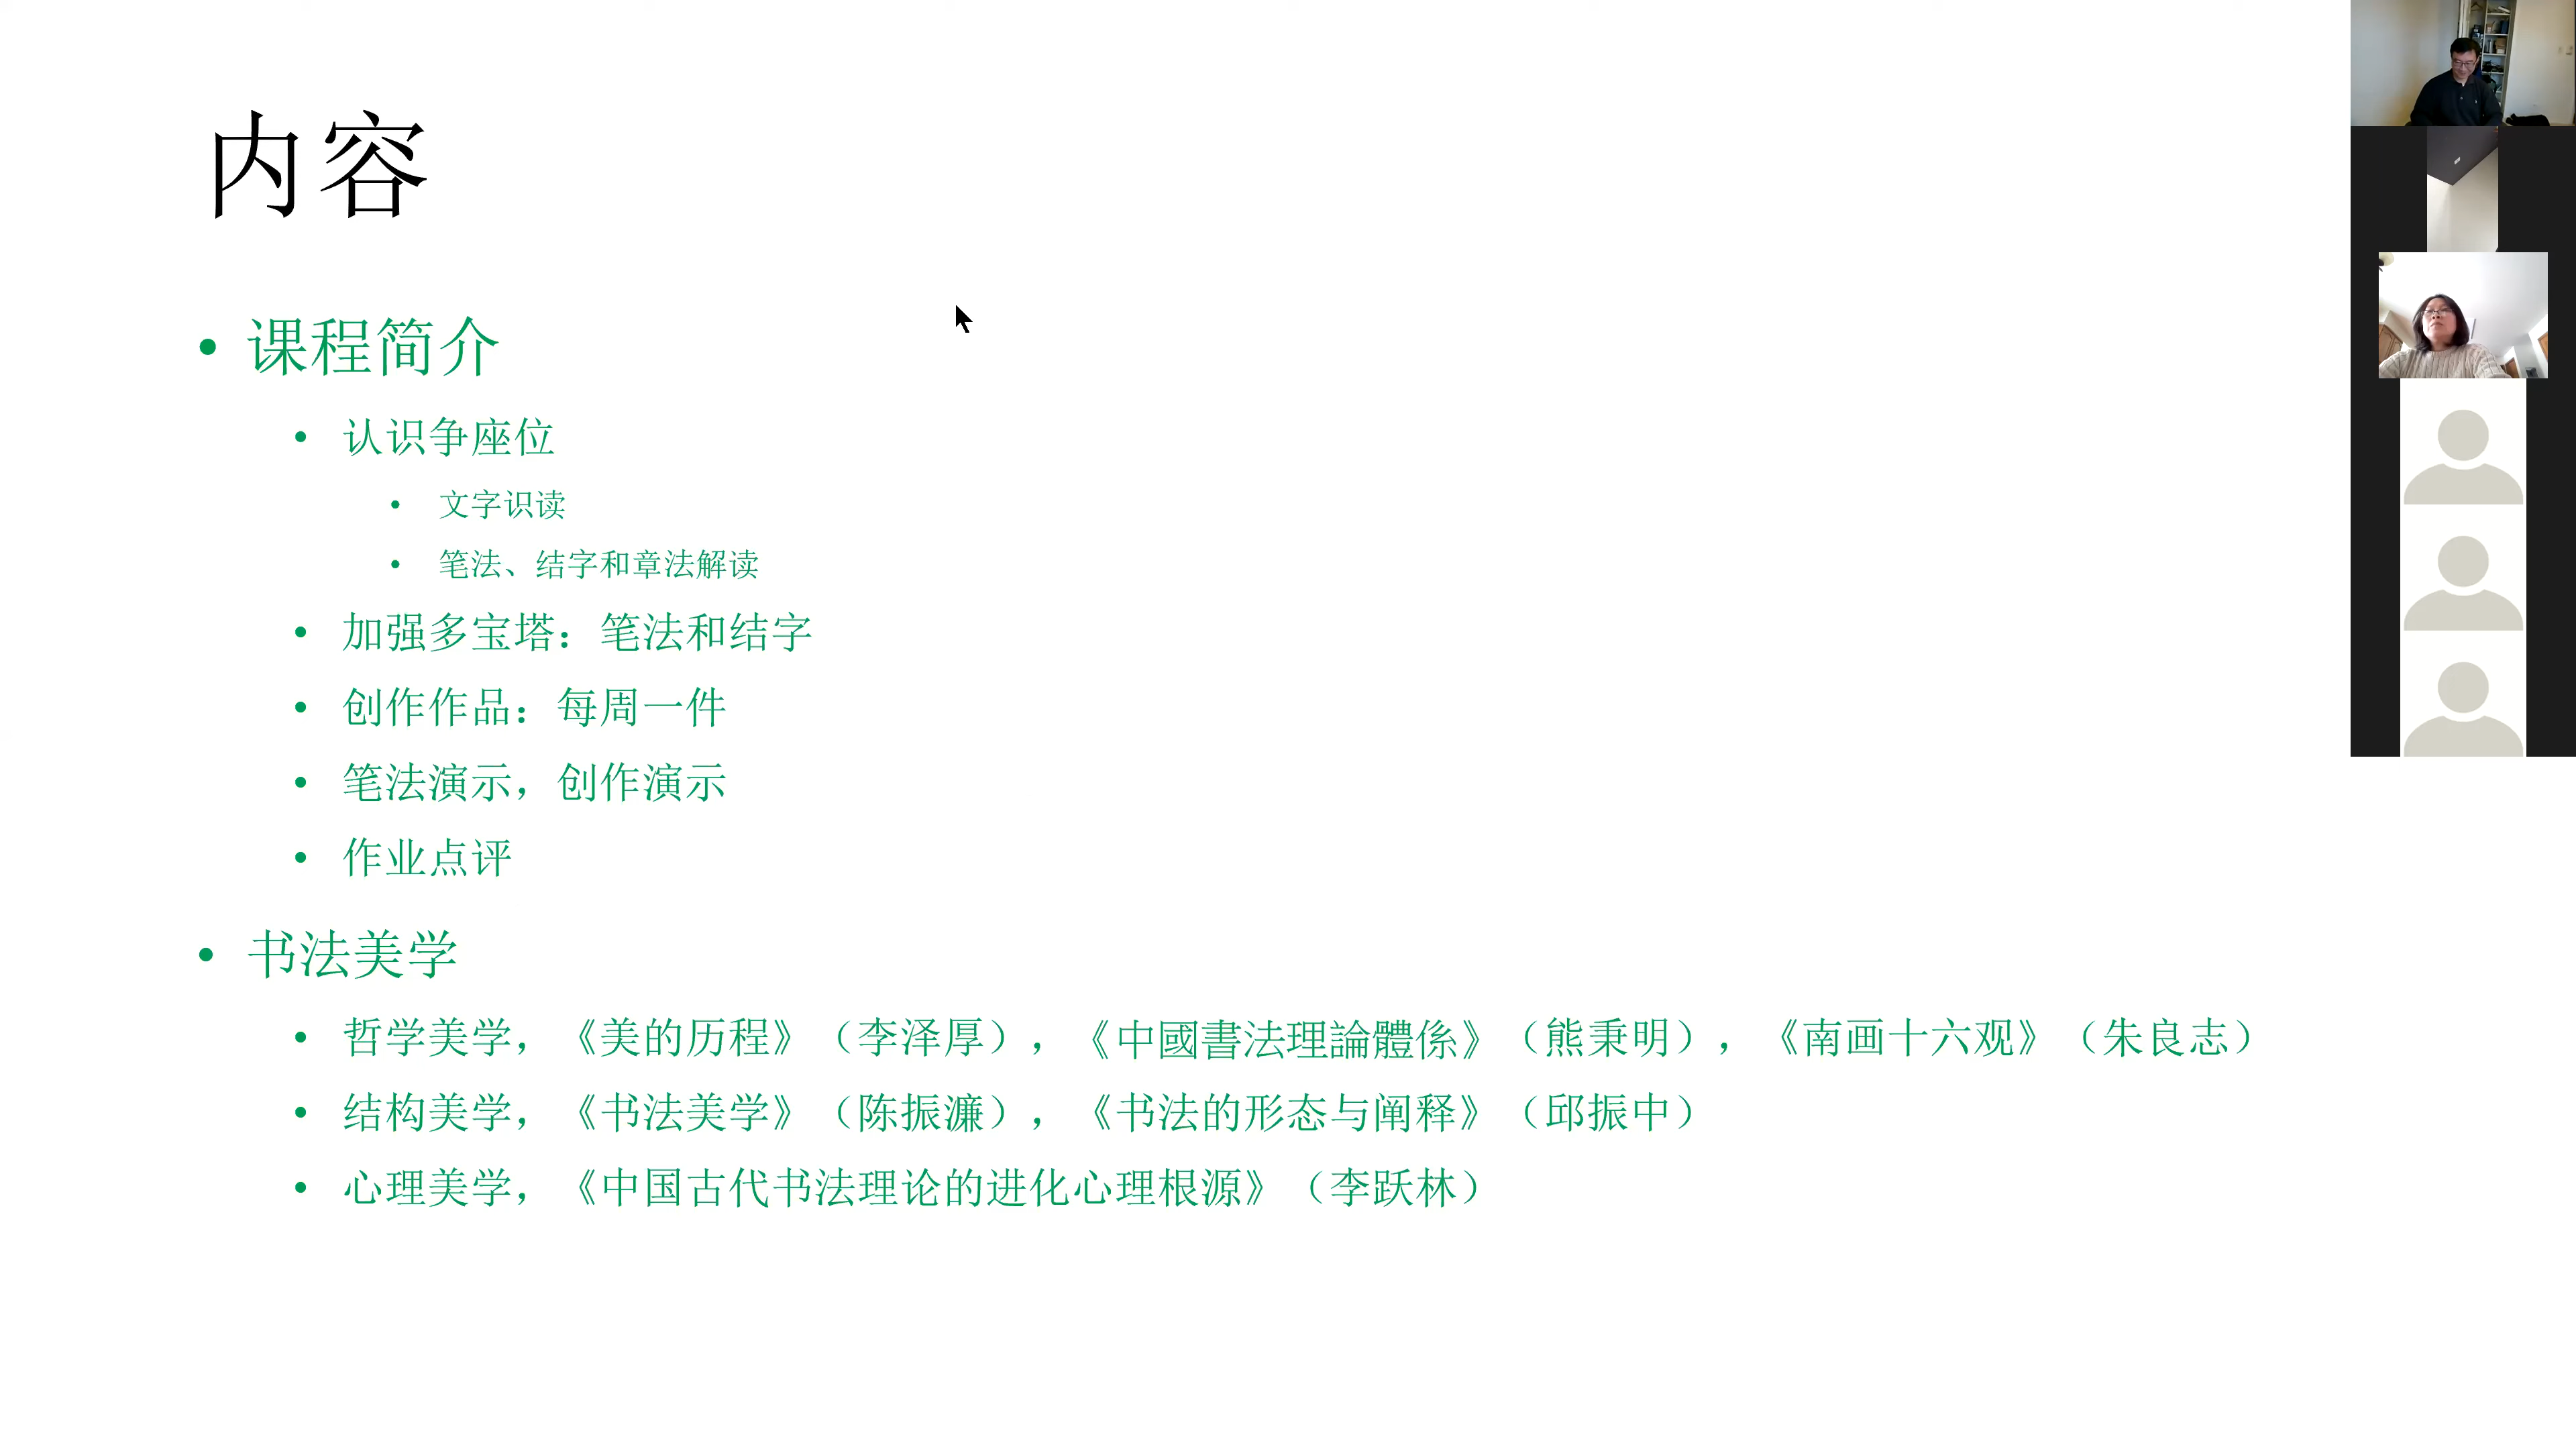 内容
• 课程简介
• 认识争座位
• 文字识读
• 笔法、结字和章法解读
• 加强多宝塔：笔法和结字
• 创作作品：每周一件
• 笔法演示，创作演示
• 作业点评
• 书法美学
• 哲学美学，《美的历程》（李泽厚），《中國書法理論體係》（熊秉明），《南画十六观》（朱良志）
• 结构美学，《书法美学》（陈振濂），《书法的形态与阐释》（邱振中）
• 心理美学，《中国古代书法理论的进化心理根源》（李跃林）